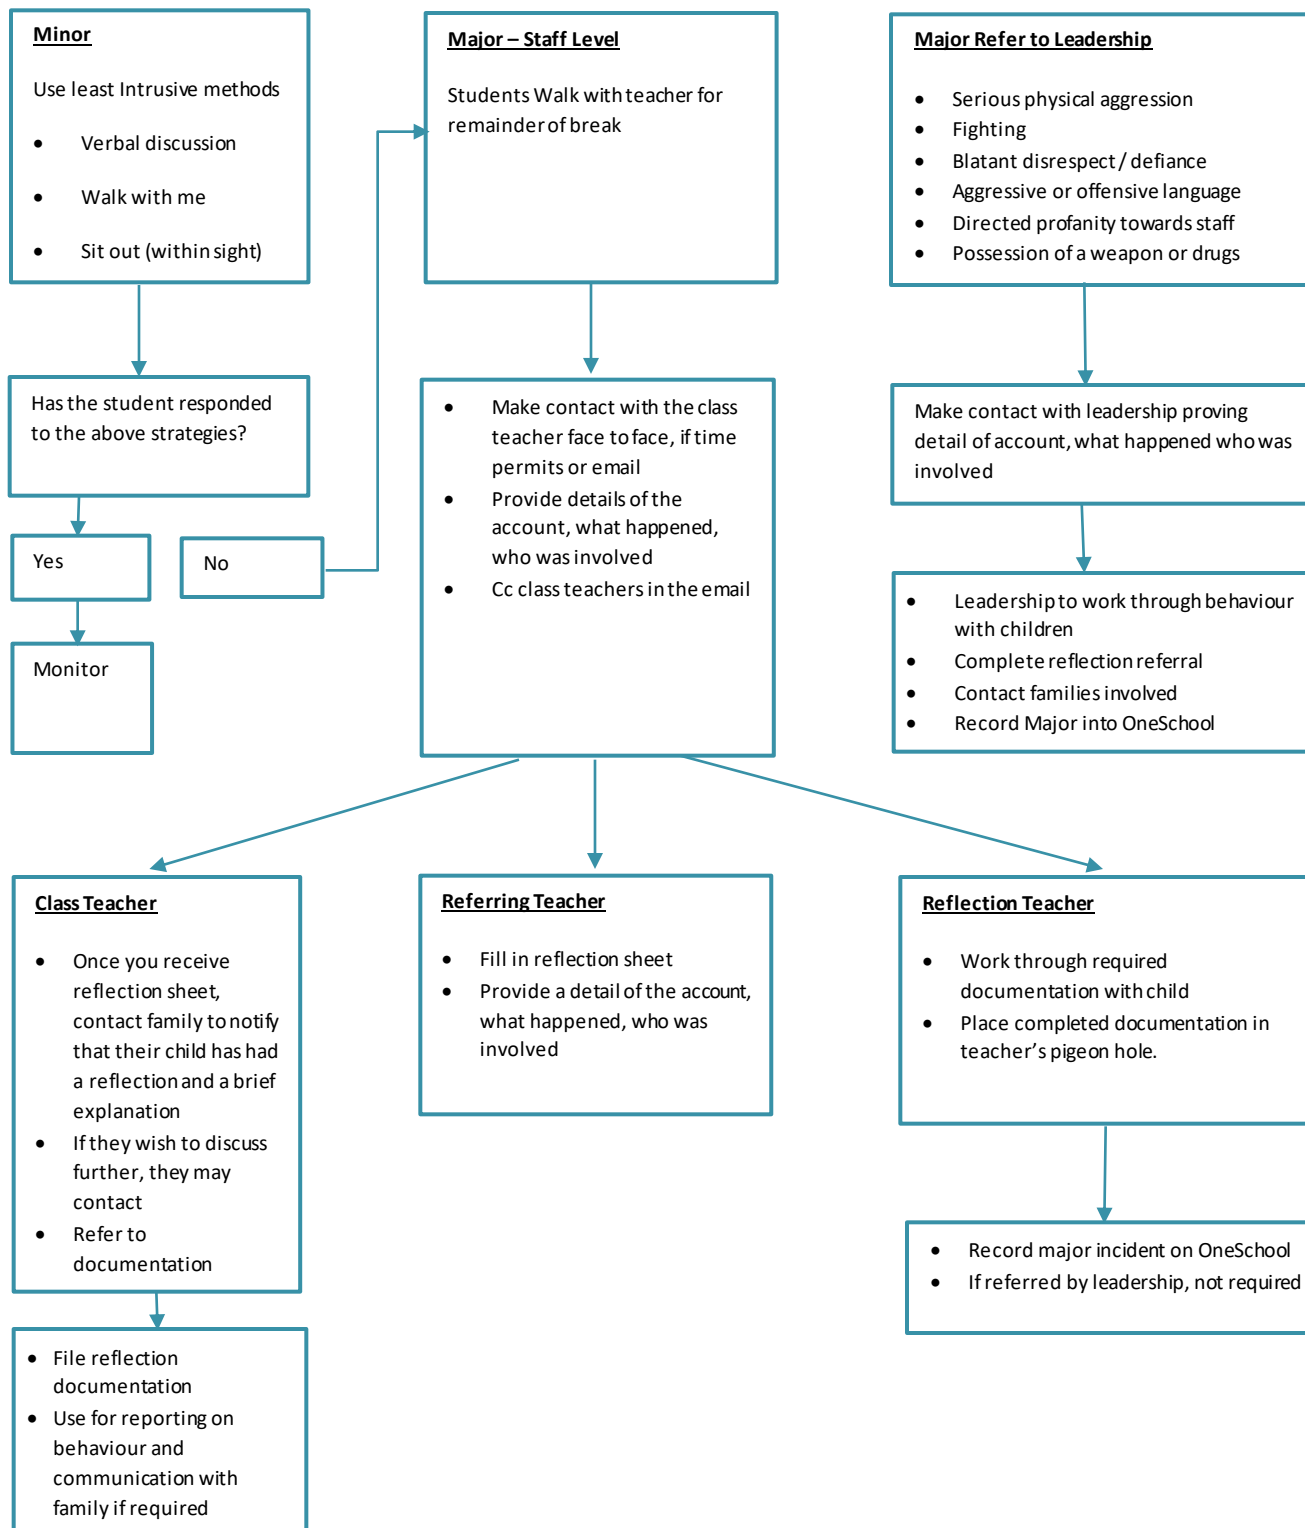 Minor
Use least Intrusive methods
• Verbal discussion
• Walk with me
• Sit out (within sight)
Has the student responded
to the above strategies?
Yes
No
Monitor
Major – Staff Level
Students Walk with teacher for
remainder of break
• Make contact with the class
teacher face to face, if time
permits or email
• Provide details of the
account, what happened,
who was involved
• Cc class teachers in the email
Major Refer to Leadership
• Serious physical aggression
• Fighting
• Blatant disrespect / defiance
• Aggressive or offensive language
• Directed profanity towards staff
• Possession of a weapon or drugs
Make contact with leadership proving
detail of account, what happened who was
involved
• Leadership to work through behaviour
with children
• Complete reflection referral
• Contact families involved
• Record Major into OneSchool
Class Teacher
• Once you receive
reflection sheet,
contact family to notify
that their child has had
a reflection and a brief
explanation
• If they wish to discuss
further, they may
contact
• Refer to
documentation
• File reflection
documentation
• Use for reporting on
behaviour and
communication with
family if required
Referring Teacher
• Fill in reflection sheet
• Provide a detail of the account,
what happened, who was
involved
Reflection Teacher
• Work through required
documentation with child
• Place completed documentation in
teacher’s pigeon hole.
• Record major incident on OneSchool
• If referred by leadership, not required